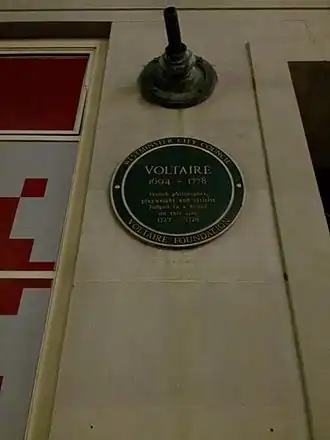 WESTMINSTER CITY COUNCIL
VOLTAIRE
1694 - 1778
French philosopher,
playwright and satirist
lodged in a house
on this site
1727 - 1728
VOLTAIRE FOUNDATION